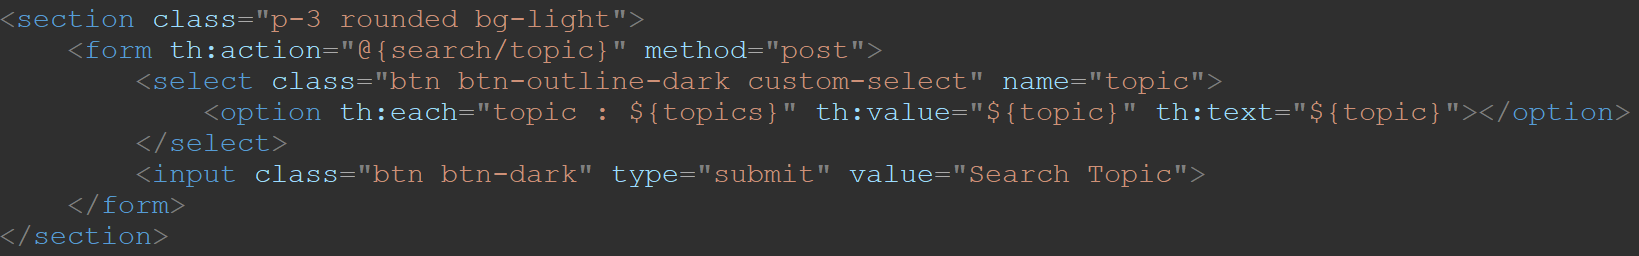 <section class="p-3 rounded bg-light">
    <form th:action="@{search/topic}" method="post">
        <select class="btn btn-outline-dark custom-select" name="topic">
            <option th:each="topic : ${topics}" th:value="${topic}" th:text="${topic}"></option>
        </select>
        <input class="btn btn-dark" type="submit" value="Search Topic">
    </form>
</section>